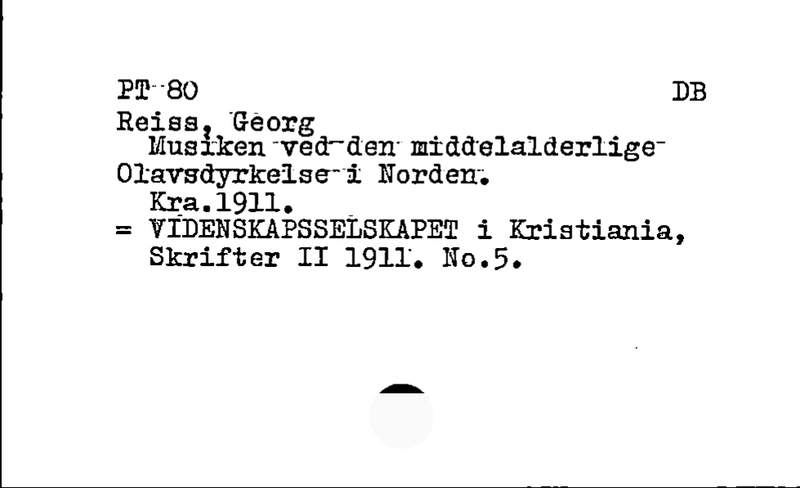 PT 80 DB
Reiss, Georg
Musiken ved den middelalderlige
Olavsdyrkelse i Norden.
Kra.1911.
= VIDENSKAPSSELSKAPET i Kristiania,
Skrifter II 1911. No.5.